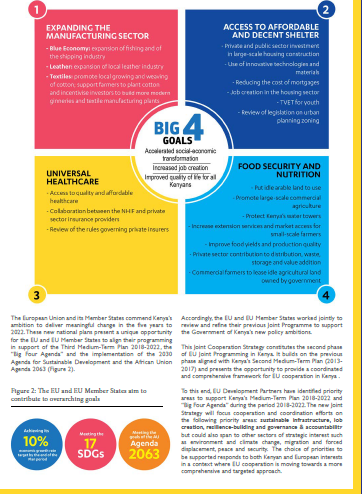 1
EXPANDING THE
MANUFACTURING SECTOR
- Blue Economy: expansion of fishing and of
the shipping industry
- Leather: expansion of local leather industry
- Textiles: promote local growing and weaving
of cotton, support farmers to plant cotton
and incentivise investors to build more modern
ginneries and textile manufacturing plants
2
ACCESS TO AFFORDABLE
AND DECENT SHELTER
- Private and public sector investment
in large-scale housing construction
- Use of innovative technologies and
materials
- Reducing the cost of mortgages
- Job creation in the housing sector
- TVET for youth
- Review of legislation on urban
planning zoning
BIG 4
GOALS
Accelerated social-economic
transformation
Increased job creation
Improved quality of life for all
Kenyans
UNIVERSAL
HEALTHCARE
- Access to quality and affordable
healthcare
- Collaboration between the NHIF and private
sector insurance providers
- Review of the rules governing private insurers
3
FOOD SECURITY AND
NUTRITION
- Put idle arable land to use
- Promote large-scale commercial
agriculture
- Protect Kenya's water towers
- Increase extension services and market access for
small-scale farmers
- Improve food yields and production quality
- Private sector contribution to distribution, waste,
storage and value addition
- Commercial farmers to lease idle agricultural land
owned by government
4
The European Union and its Member States commend Kenya's
ambition to deliver meaningful change in the five years to
2022. These new national plans present a unique opportunity
for the EU and EU Member States to align their programming
in support of the Third Medium-Term Plan 2018-2022, the
"Big Four Agenda" and the implementation of the 2030
Agenda for Sustainable Development and the African Union
Agenda 2063 (Figure 2).
Figure 2: The EU and EU Member States aim to
contribute to overarching goals
Achieving its
10%
economic growth rate
target by the end of the
Plan period
Meeting the
17
SDGs
Meeting the
goals of the AU
Agenda
2063
Accordingly, the EU and EU Member States worked jointly to
review and refine their previous Joint Programme to support
the Government of Kenya's new policy ambitions.
This Joint Cooperation Strategy constitutes the second phase
of EU Joint Programming in Kenya. It builds on the previous
phase aligned with Kenya's Second Medium-Term Plan (2013-
2017) and presents the opportunity to provide a coordinated
and comprehensive framework for EU cooperation in Kenya.
To this end, EU Development Partners have identified priority
areas to support Kenya's Medium-Term Plan 2018-2022 and
"Big Four Agenda" during the period 2018-2022. The new Joint
Strategy will focus cooperation and coordination efforts on
the following priority areas: sustainable infrastructure, job
creation, resilience-building and governance & accountability
but could also span to other sectors of strategic interest such
as environment and climate change, migration and forced
displacement, peace and security. The choice of priorities to
be supported responds to both Kenyan and European interests
in a context where EU cooperation is moving towards a more
comprehensive and targeted approach.